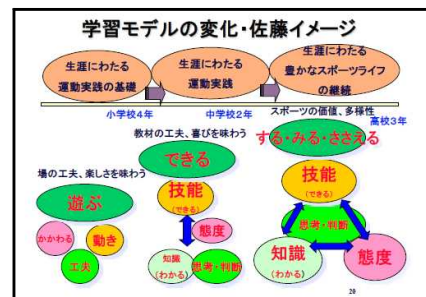 学習モデルの変化・佐藤イメージ
生涯にわたる
運動実践の基礎
生涯にわたる
運動実践
生涯にわたる
豊かなスポーツライフ
の継続
小学校4年
中学校2年
高校3年
スポーツの価値、多様性
教材の工夫、喜びを味わう
場の工夫、楽しさを味わう
する・みる・ささえる
できる
遊ぶ
技能
(できる)
技能
(できる)
かかわる
動き
工夫
態度
知識
(わかる)
思考・判断
思考・判断
知識
(わかる)
態度
20